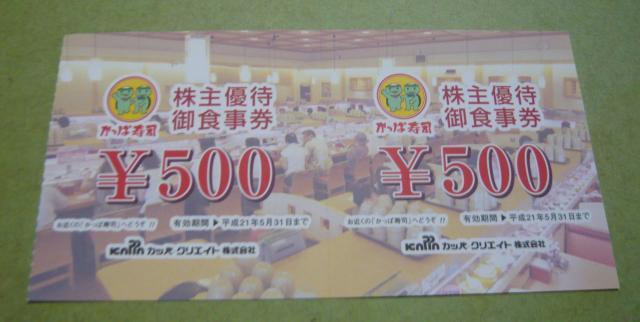 かっぱ寿司
株主優待
御食事券
¥500
お近くの「かっぱ寿司」へどうぞ!!
有効期間▶平成21年5月31日まで
Kappa カッパ・クリエイト株式会社
かっぱ寿司
株主優待
御食事券
¥500
お近くの「かっぱ寿司」へどうぞ!!
有効期間▶平成21年5月31日まで
Kappa カッパ・クリエイト株式会社